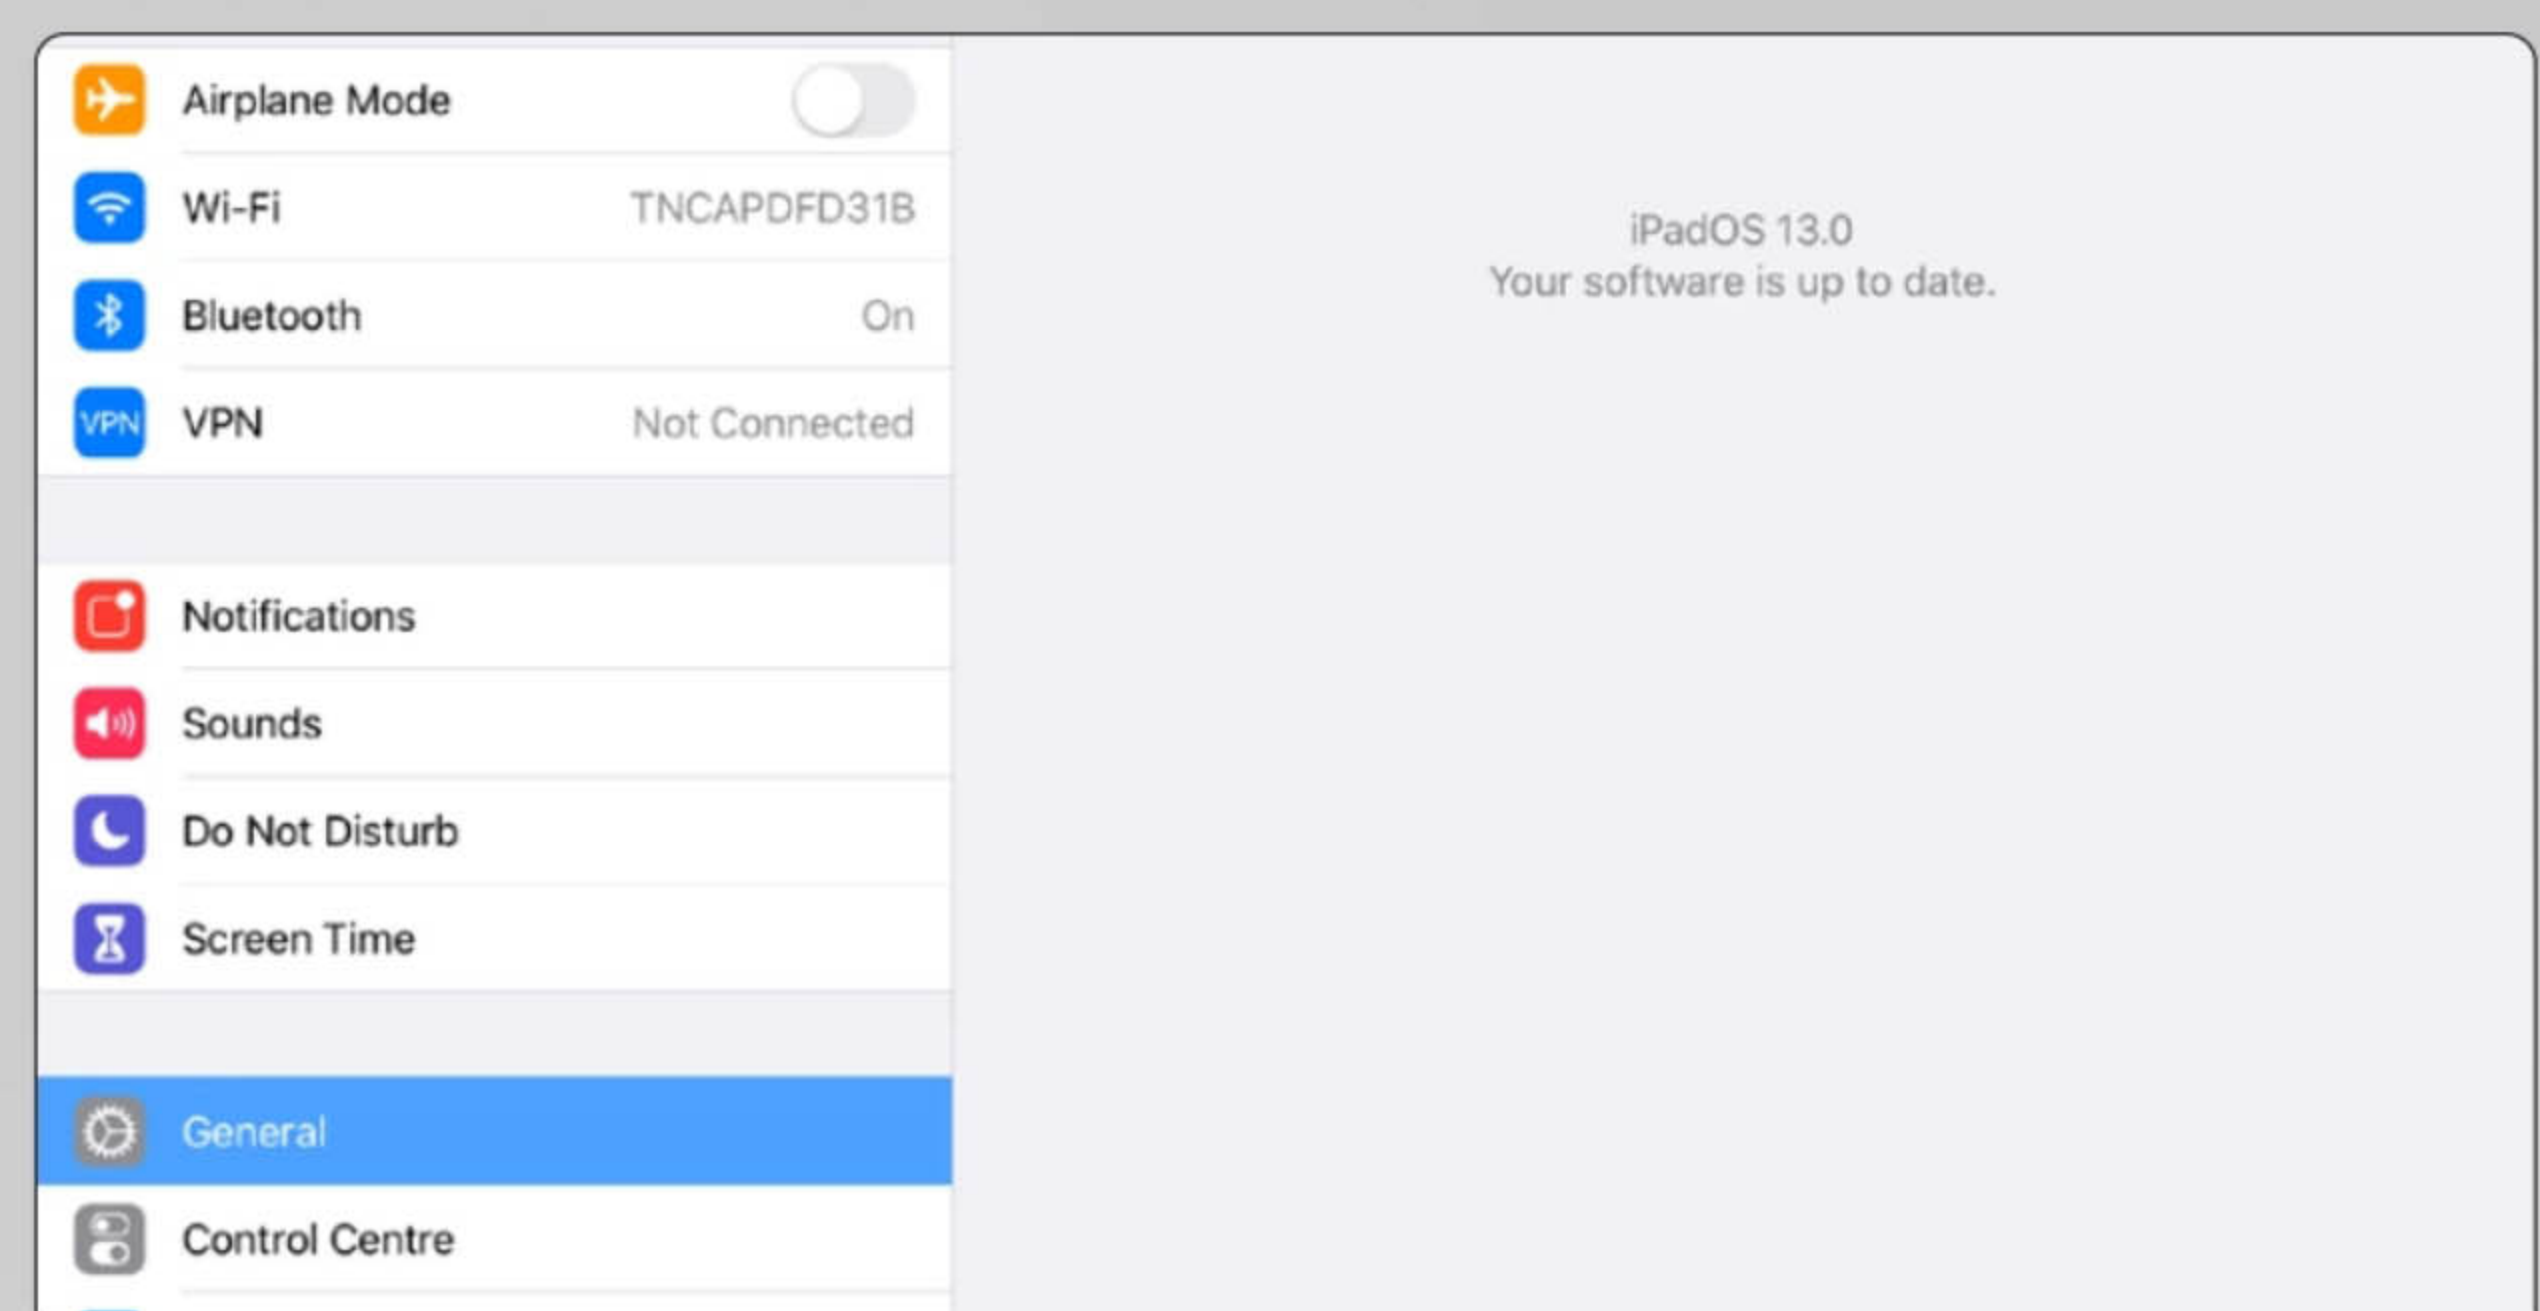 Airplane Mode
Wi-Fi TNCAPDFD31B
Bluetooth On
VPN VPN Not Connected
Notifications
Sounds
Do Not Disturb
Screen Time
General
Control Centre
iPadOS 13.0
Your software is up to date.